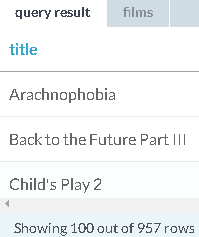 query result films
title
Arachnophobia
Back to the Future Part III
Child's Play 2
Showing 100 out of 957 rows